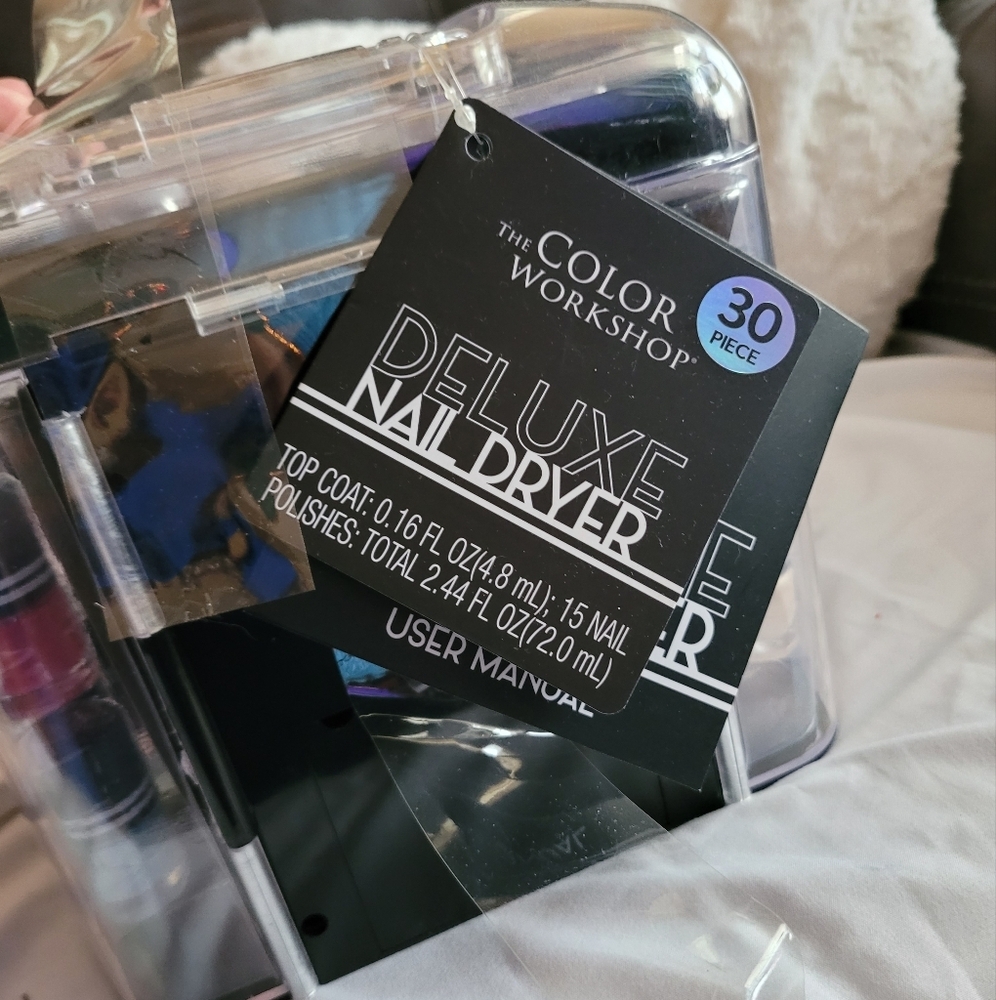 THE COLOR
WORKSHOP®
30
PIECE
DELUXE
NAIL DRYER
TOP COAT: 0.16 FL OZ(4.8 mL); 15 NAIL
POLISHES: TOTAL 2.44 FL OZ(72.0 mL)
E
ER
USER MANUAL